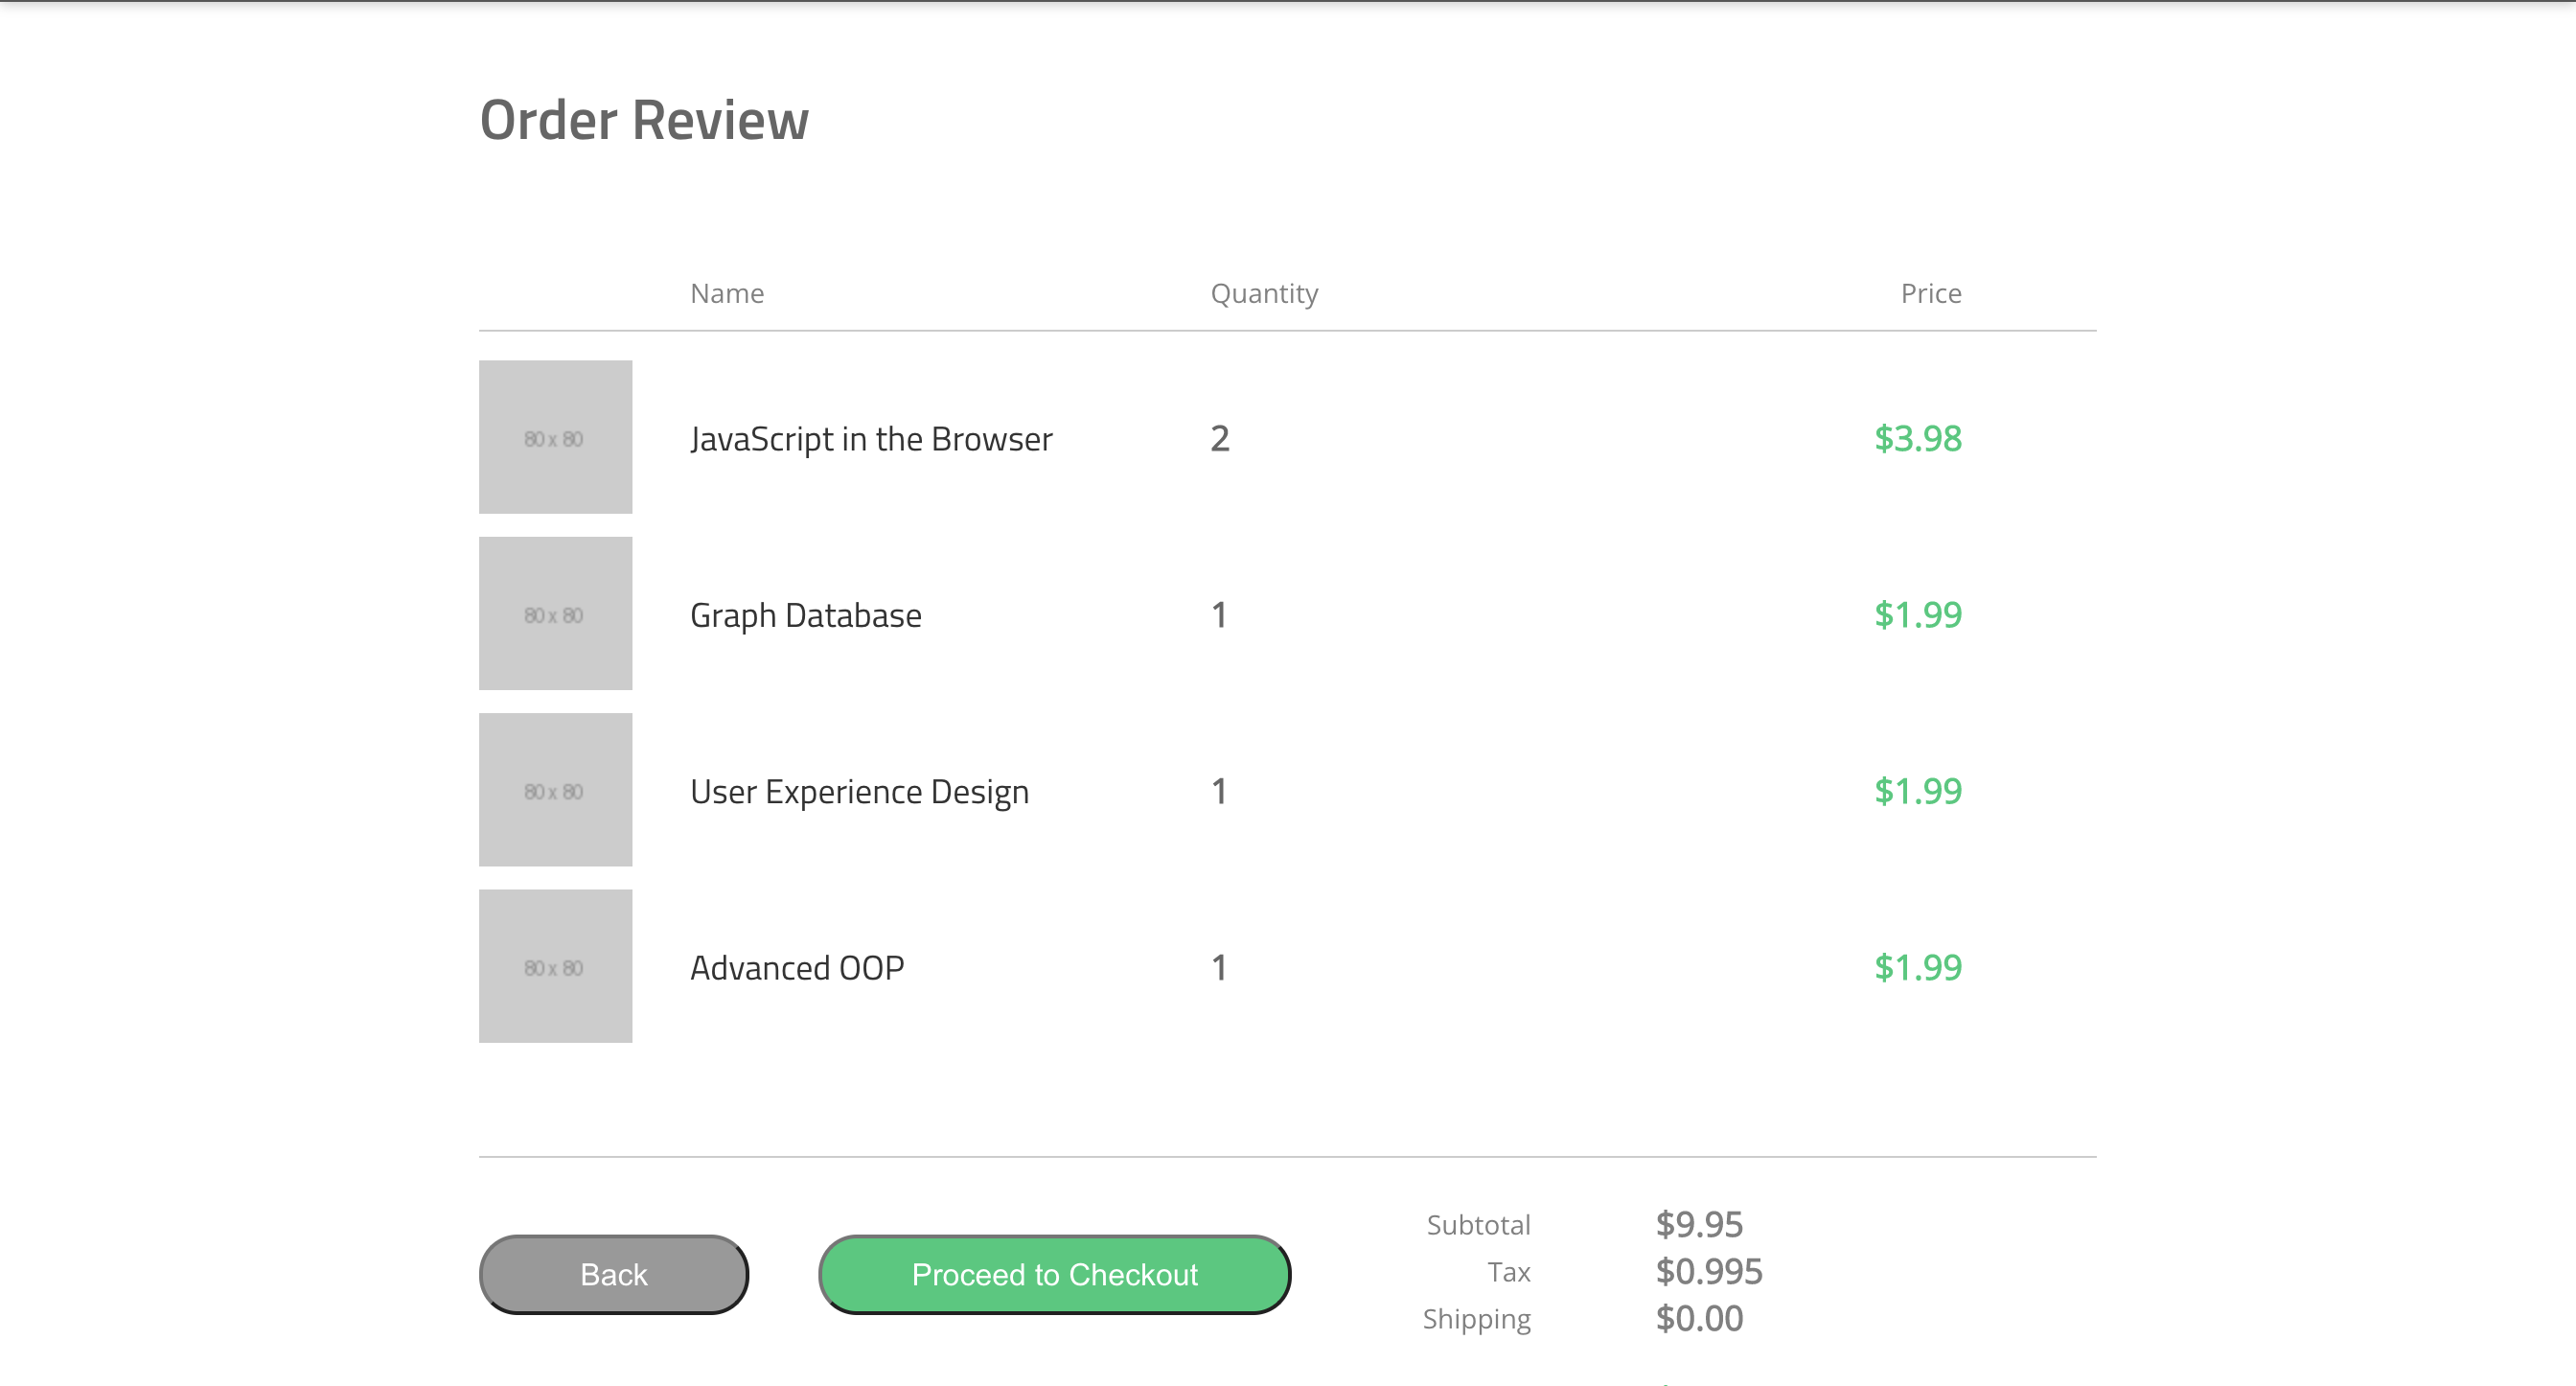 Order Review
Name Quantity Price
80 x 80 JavaScript in the Browser 2 $3.98
80 x 80 Graph Database 1 $1.99
80 x 80 User Experience Design 1 $1.99
80 x 80 Advanced OOP 1 $1.99
Subtotal $9.95
Back Proceed to Checkout Tax $0.995
Shipping $0.00